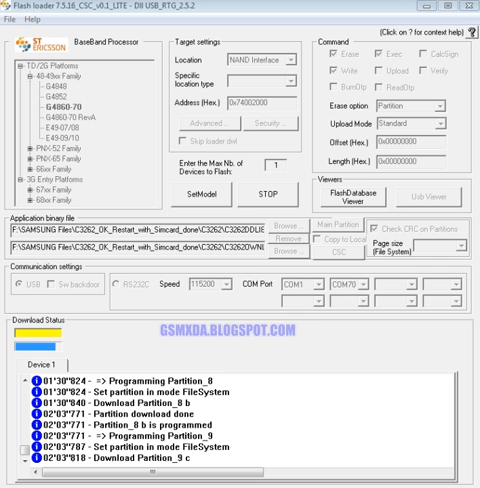 Flash loader 7.5.16_CSC_v0.1_LITE - Dll USB_RTG_2.5.2
File Help
(Click on ? for context help)
ST ERICSSON BaseBand Processor
TD/2G Platforms
48-49xx Family
G4848
G4852
G4860-70
G4860-70 RevA
E49-07/08
E49-09/10
PNX-52 Family
PNX-65 Family
66xx Family
3G Entry Platforms
67xx Family
68xx Family
Target settings
Location NAND Interface
Specific location type
Address (Hex.) 0x74002000
Advanced ... Security ...
Skip loader dwl
Enter the Max Nb. of Devices to Flash: 1
SetModel STOP
Command
Erase Exec CalcSign
Write Upload Verify
BurnOtp ReadOtp
Erase option Partition
Upload Mode Standard
Offset (Hex.) 0x00000000
Length (Hex.) 0x00000000
Viewers
FlashDatabase Viewer Usb Viewer
Application binary file
F:\SAMSUNG Files\C3262_OK_Restart_with_Simcard_done\C3262\C3262DDLIE
F:\SAMSUNG Files\C3262_OK_Restart_with_Simcard_done\C3262\C3262OWNL
Browse ...
Remove
Browse ...
Main Partition
Copy to Local
CSC
Check CRC on Partitions
Page size (File System)
Communication settings
USB Sw backdoor RS232C Speed 115200 COM Port COM1 COM70
Download Status
GSMXDA.BLOGSPOT.COM
Device 1
01'30''824 - => Programming Partition_8
01'30''824 - Set partition in mode FileSystem
01'30''840 - Download Partition_8 b
02'03''771 - Partition download done
02'03''771 - Partition_8 b is programmed
02'03''771 - => Programming Partition_9
02'03''787 - Set partition in mode FileSystem
02'03''818 - Download Partition_9 c